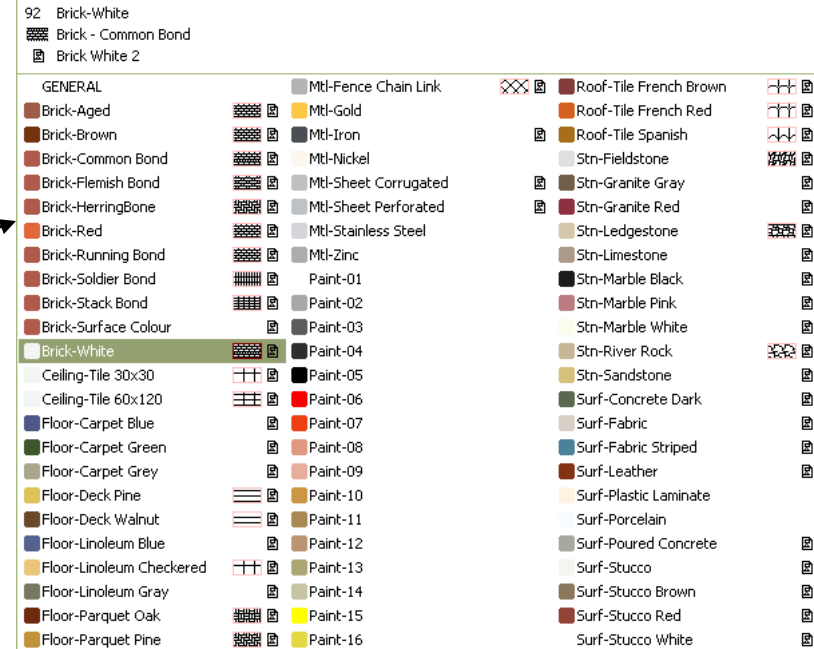 92 Brick-White
Brick - Common Bond
Brick White 2
GENERAL
Brick-Aged
Brick-Brown
Brick-Common Bond
Brick-Flemish Bond
Brick-HerringBone
Brick-Red
Brick-Running Bond
Brick-Soldier Bond
Brick-Stack Bond
Brick-Surface Colour
Brick-White
Ceiling-Tile 30x30
Ceiling-Tile 60x120
Floor-Carpet Blue
Floor-Carpet Green
Floor-Carpet Grey
Floor-Deck Pine
Floor-Deck Walnut
Floor-Linoleum Blue
Floor-Linoleum Checkered
Floor-Linoleum Gray
Floor-Parquet Oak
Floor-Parquet Pine
Mtl-Fence Chain Link
Mtl-Gold
Mtl-Iron
Mtl-Nickel
Mtl-Sheet Corrugated
Mtl-Sheet Perforated
Mtl-Stainless Steel
Mtl-Zinc
Paint-01
Paint-02
Paint-03
Paint-04
Paint-05
Paint-06
Paint-07
Paint-08
Paint-09
Paint-10
Paint-11
Paint-12
Paint-13
Paint-14
Paint-15
Paint-16
Roof-Tile French Brown
Roof-Tile French Red
Roof-Tile Spanish
Stn-Fieldstone
Stn-Granite Gray
Stn-Granite Red
Stn-Ledgestone
Stn-Limestone
Stn-Marble Black
Stn-Marble Pink
Stn-Marble White
Stn-River Rock
Stn-Sandstone
Surf-Concrete Dark
Surf-Fabric
Surf-Fabric Striped
Surf-Leather
Surf-Plastic Laminate
Surf-Porcelain
Surf-Poured Concrete
Surf-Stucco
Surf-Stucco Brown
Surf-Stucco Red
Surf-Stucco White